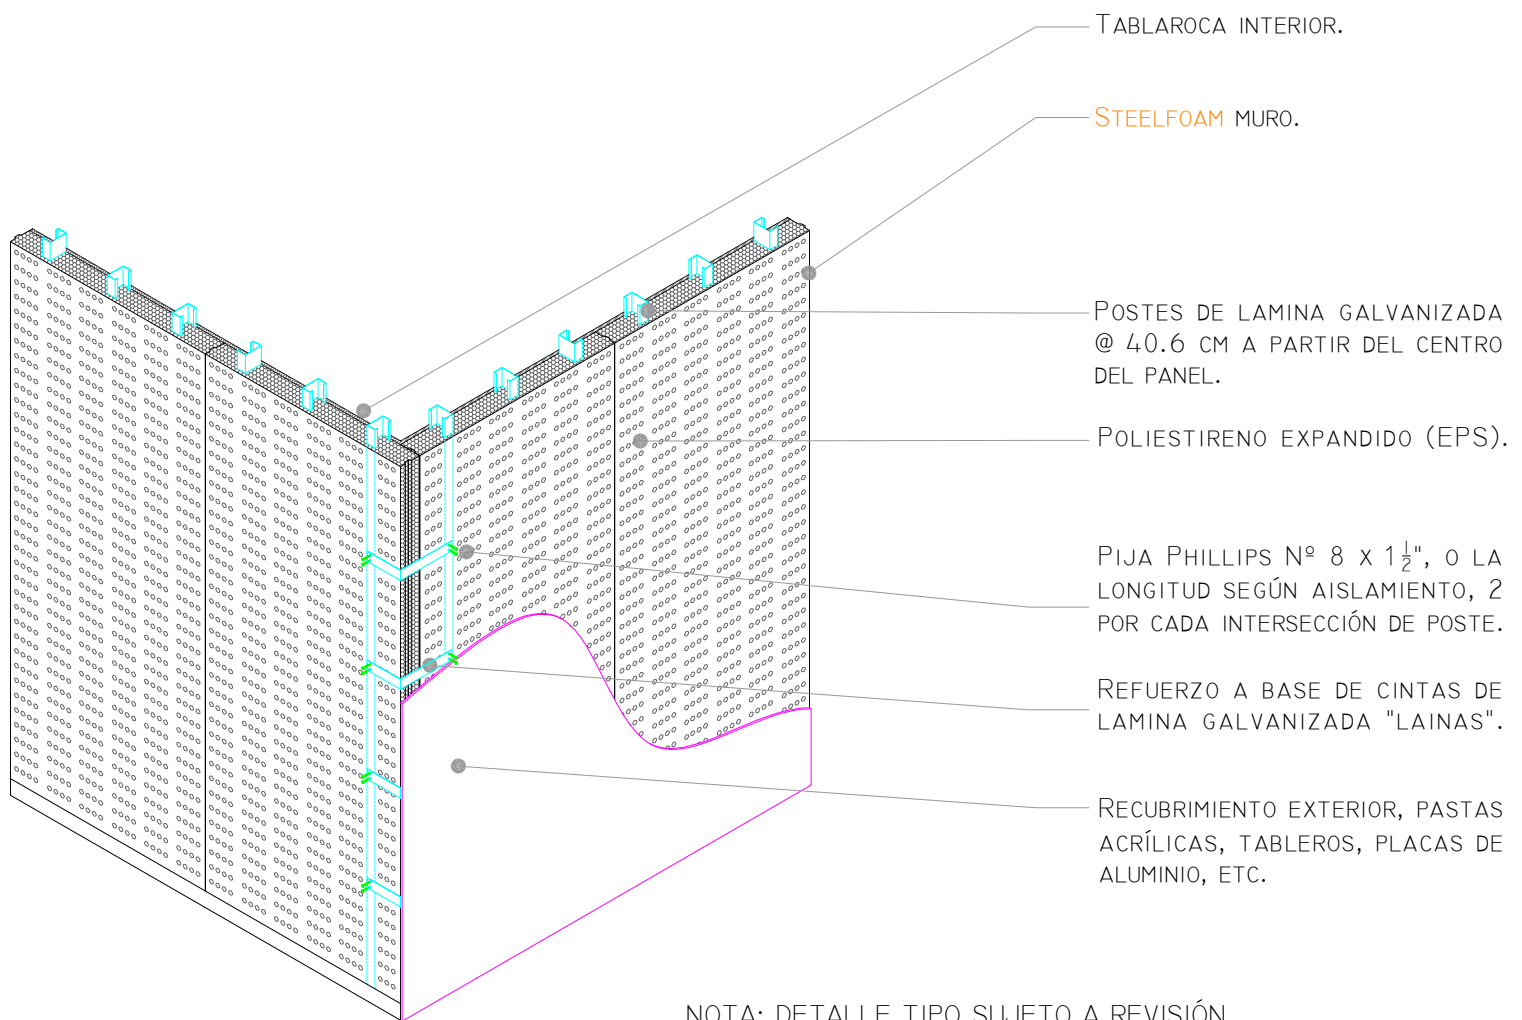 TABLAROCA INTERIOR.
STEELFOAM MURO.
POSTES DE LAMINA GALVANIZADA
@ 40.6 CM A PARTIR DEL CENTRO
DEL PANEL.
POLIESTIRENO EXPANDIDO (EPS).
PIJA PHILLIPS Nº 8 X 1½", O LA
LONGITUD SEGÚN AISLAMIENTO, 2
POR CADA INTERSECCIÓN DE POSTE.
REFUERZO A BASE DE CINTAS DE
LAMINA GALVANIZADA "LAINAS".
RECUBRIMIENTO EXTERIOR, PASTAS
ACRÍLICAS, TABLEROS, PLACAS DE
ALUMINIO, ETC.
NOTA: DETALLE TIPO SUJETO A REVISIÓN